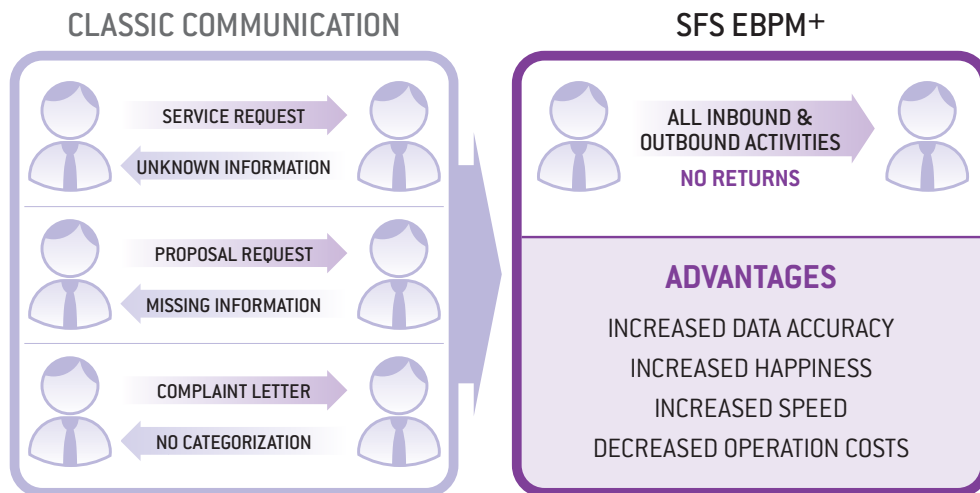 CLASSIC COMMUNICATION
SERVICE REQUEST
UNKNOWN INFORMATION
PROPOSAL REQUEST
MISSING INFORMATION
COMPLAINT LETTER
NO CATEGORIZATION
SFS EBPM+
ALL INBOUND &
OUTBOUND ACTIVITIES
NO RETURNS
ADVANTAGES
INCREASED DATA ACCURACY
INCREASED HAPPINESS
INCREASED SPEED
DECREASED OPERATION COSTS